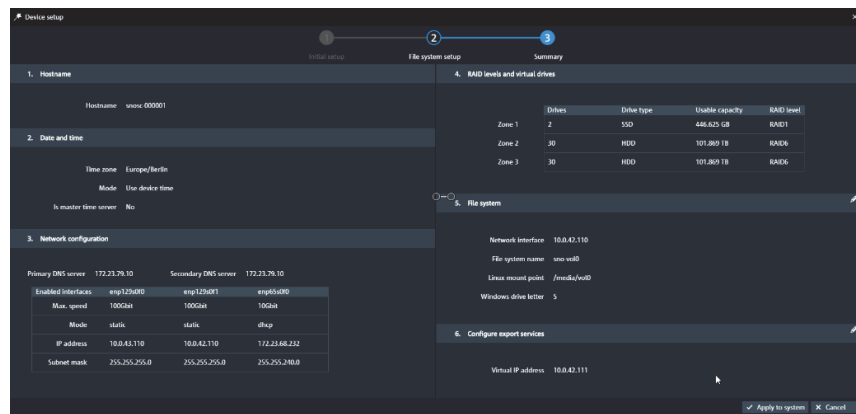 Device setup
1 2 3
Initial setup File system setup Summary
1. Hostname
Hostname snosc-000001
2. Date and time
Time zone Europe/Berlin
Mode Use device time
Is master time server No
3. Network configuration
Primary DNS server 172.23.79.10 Secondary DNS server 172.23.79.10
Enabled interfaces enp129s0f0 enp129s0f1 enp65s0f0
Max. speed 100Gbit 100Gbit 10Gbit
Mode static static dhcp
IP address 10.0.43.110 10.0.42.110 172.23.68.232
Subnet mask 255.255.255.0 255.255.255.0 255.255.240.0
4. RAID levels and virtual drives
Drives Drive type Usable capacity RAID level
Zone 1 2 SSD 446.625 GB RAID1
Zone 2 30 HDD 101.869 TB RAID6
Zone 3 30 HDD 101.869 TB RAID6
5. File system
Network interface 10.0.42.110
File system name sno-vol0
Linux mount point /media/vol0
Windows drive letter S
6. Configure export services
Virtual IP address 10.0.42.111
Apply to system Cancel